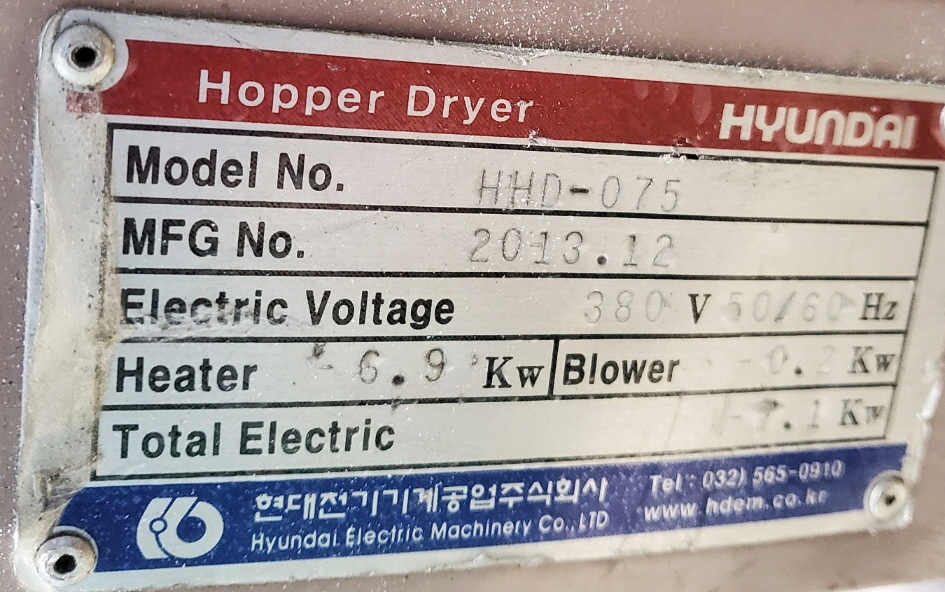 Hopper Dryer HYUNDAI
Model No. HHD-075
MFG No. 2013.12
Electric Voltage 380 V 50/60 Hz
Heater 6.9 Kw Blower 0.2 Kw
Total Electric 7.1 Kw
현대전기기계공업주식회사 Tel : 032) 565-0910
Hyundai Electric Machinery Co., LTD www.hdem.co.kr